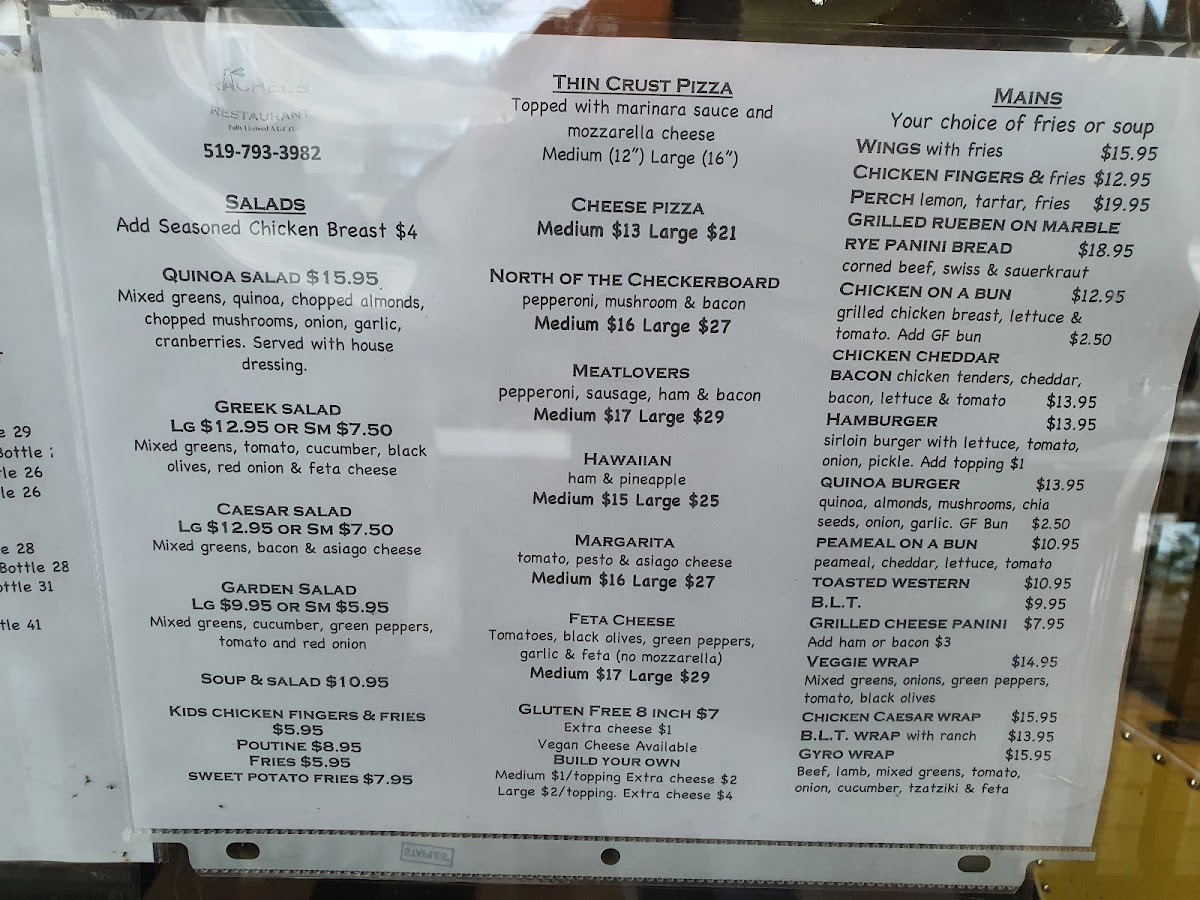 e 29
Bottle
tle 26
le 26
e 28
Bottle 28
ottle 31
tle 41
RACHEL'S
RESTAURANT
Fully Licensed A.G.C.O.
519-793-3982
SALADS
Add Seasoned Chicken Breast $4
QUINOA SALAD $15.95
Mixed greens, quinoa, chopped almonds,
chopped mushrooms, onion, garlic,
cranberries. Served with house
dressing.
GREEK SALAD
LG $12.95 OR SM $7.50
Mixed greens, tomato, cucumber, black
olives, red onion & feta cheese
CAESAR SALAD
LG $12.95 OR SM $7.50
Mixed greens, bacon & asiago cheese
GARDEN SALAD
LG $9.95 OR SM $5.95
Mixed greens, cucumber, green peppers,
tomato and red onion
SOUP & SALAD $10.95
KIDS CHICKEN FINGERS & FRIES
$5.95
POUTINE $8.95
FRIES $5.95
SWEET POTATO FRIES $7.95
THIN CRUST PIZZA
Topped with marinara sauce and
mozzarella cheese
Medium (12") Large (16")
CHEESE PIZZA
Medium $13 Large $21
NORTH OF THE CHECKERBOARD
pepperoni, mushroom & bacon
Medium $16 Large $27
MEATLOVERS
pepperoni, sausage, ham & bacon
Medium $17 Large $29
HAWAIIAN
ham & pineapple
Medium $15 Large $25
MARGARITA
tomato, pesto & asiago cheese
Medium $16 Large $27
FETA CHEESE
Tomatoes, black olives, green peppers,
garlic & feta (no mozzarella)
Medium $17 Large $29
GLUTEN FREE 8 INCH $7
Extra cheese $1
Vegan Cheese Available
BUILD YOUR OWN
Medium $1/topping Extra cheese $2
Large $2/topping. Extra cheese $4
MAINS
Your choice of fries or soup
WINGS with fries $15.95
CHICKEN FINGERS & fries $12.95
PERCH lemon, tartar, fries $19.95
GRILLED RUEBEN ON MARBLE
RYE PANINI BREAD $18.95
corned beef, swiss & sauerkraut
CHICKEN ON A BUN $12.95
grilled chicken breast, lettuce &
tomato. Add GF bun $2.50
CHICKEN CHEDDAR
BACON chicken tenders, cheddar,
bacon, lettuce & tomato $13.95
HAMBURGER $13.95
sirloin burger with lettuce, tomato,
onion, pickle. Add topping $1
QUINOA BURGER $13.95
quinoa, almonds, mushrooms, chia
seeds, onion, garlic. GF Bun $2.50
PEAMEAL ON A BUN $10.95
peameal, cheddar, lettuce, tomato
TOASTED WESTERN $10.95
B.L.T. $9.95
GRILLED CHEESE PANINI $7.95
Add ham or bacon $3
VEGGIE WRAP $14.95
Mixed greens, onions, green peppers,
tomato, black olives
CHICKEN CAESAR WRAP $15.95
B.L.T. WRAP with ranch $13.95
GYRO WRAP $15.95
Beef, lamb, mixed greens, tomato,
onion, cucumber, tzatziki & feta
STAPLES